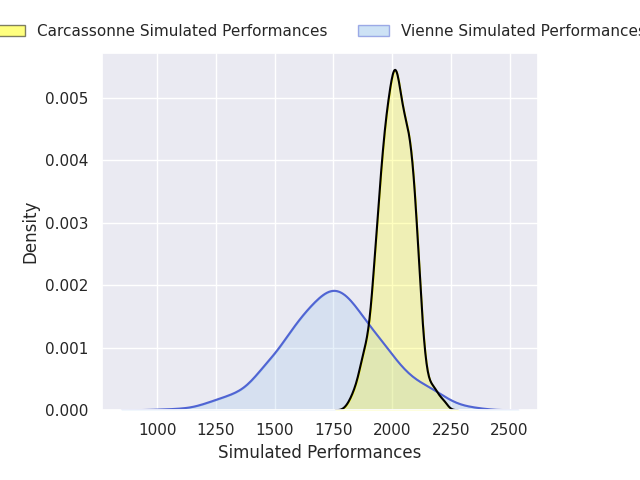 Carcassonne Simulated Performances Vienne Simulated Performances
0.005
0.004
0.003
0.002
0.001
0.000
Density
1000 1250 1500 1750 2000 2250 2500
Simulated Performances